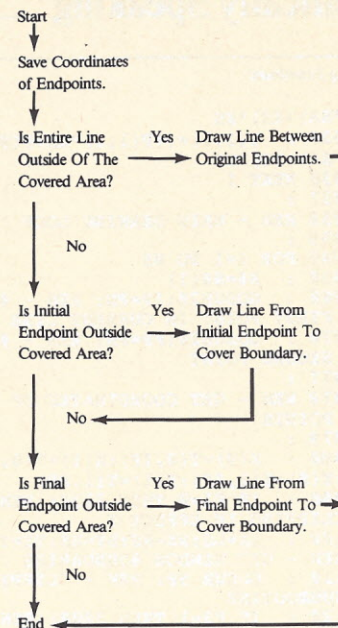 Start
Save Coordinates
of Endpoints.
Is Entire Line
Outside Of The
Covered Area?
Yes
Draw Line Between
Original Endpoints.
No
Is Initial
Endpoint Outside
Covered Area?
Yes
Draw Line From
Initial Endpoint To
Cover Boundary.
No
Is Final
Endpoint Outside
Covered Area?
Yes
Draw Line From
Final Endpoint To
Cover Boundary.
No
End